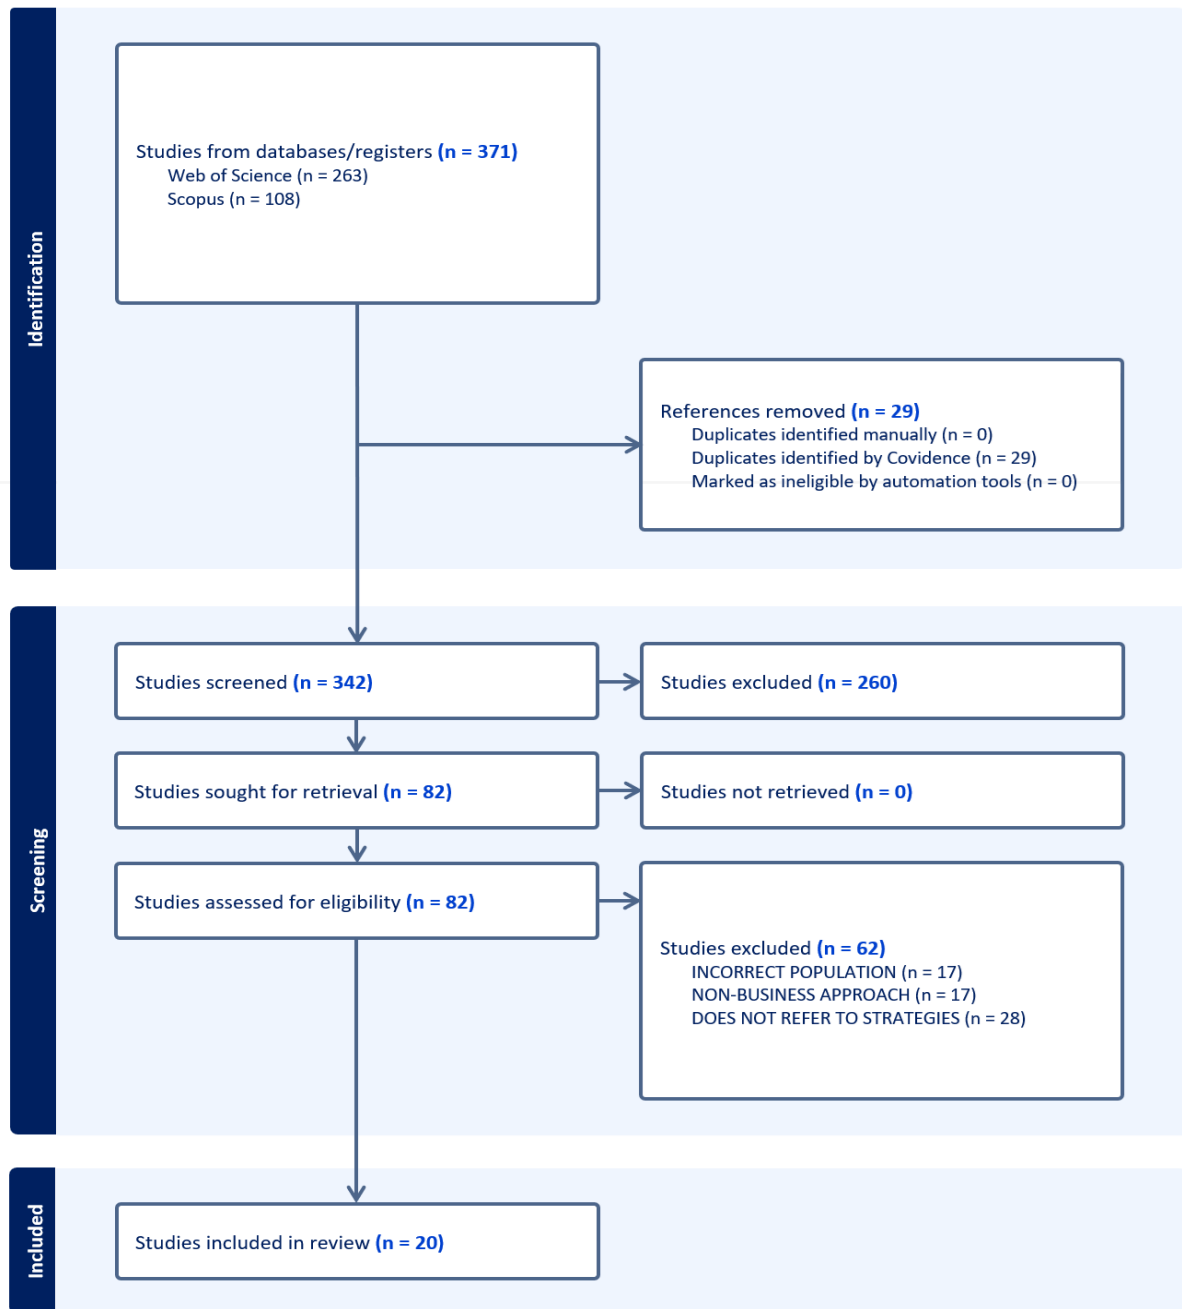 Identification
Studies from databases/registers (n = 371)
Web of Science (n = 263)
Scopus (n = 108)
References removed (n = 29)
Duplicates identified manually (n = 0)
Duplicates identified by Covidence (n = 29)
Marked as ineligible by automation tools (n = 0)
Screening
Studies screened (n = 342)
Studies excluded (n = 260)
Studies sought for retrieval (n = 82)
Studies not retrieved (n = 0)
Studies assessed for eligibility (n = 82)
Studies excluded (n = 62)
INCORRECT POPULATION (n = 17)
NON-BUSINESS APPROACH (n = 17)
DOES NOT REFER TO STRATEGIES (n = 28)
Included
Studies included in review (n = 20)